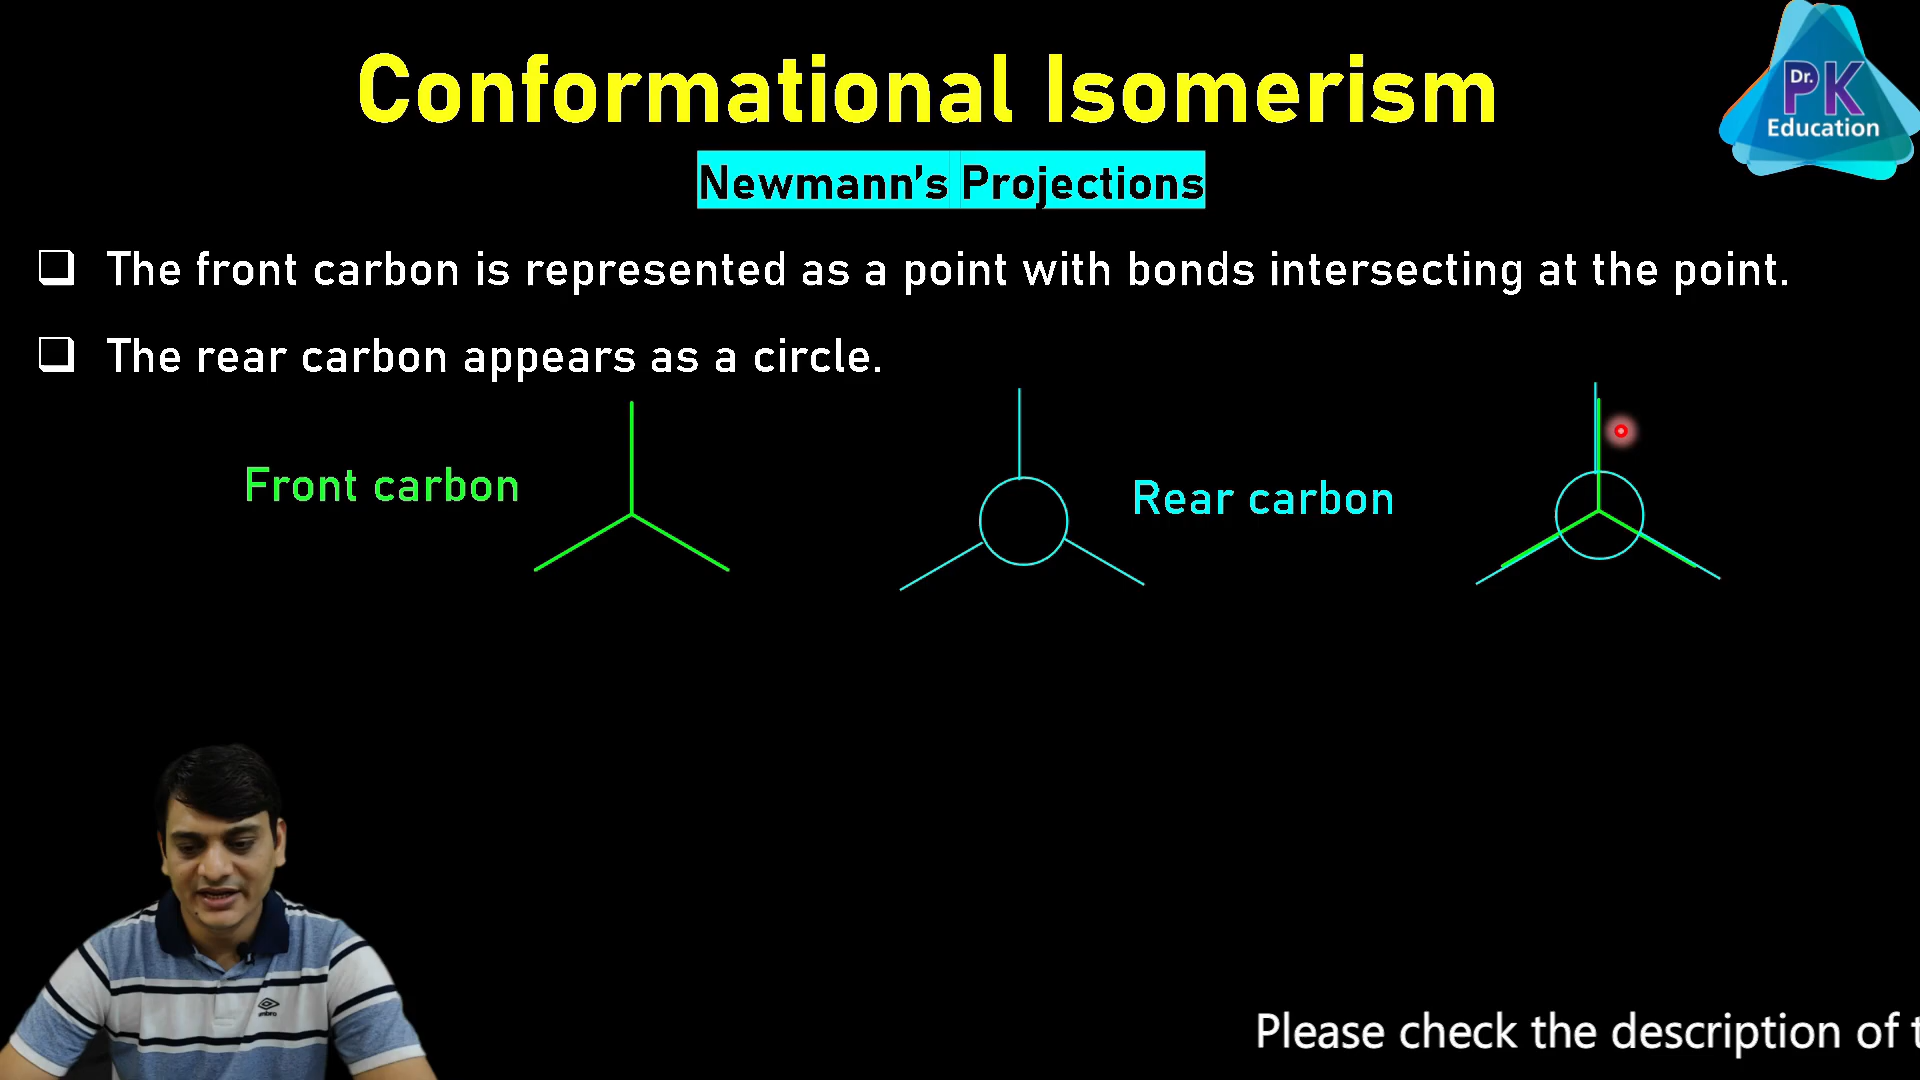 Conformational Isomerism
Dr.
PK
Education
Newmann's Projections
❑ The front carbon is represented as a point with bonds intersecting at the point.
❑ The rear carbon appears as a circle.
Front carbon
Rear carbon
umbro
Please check the description of t